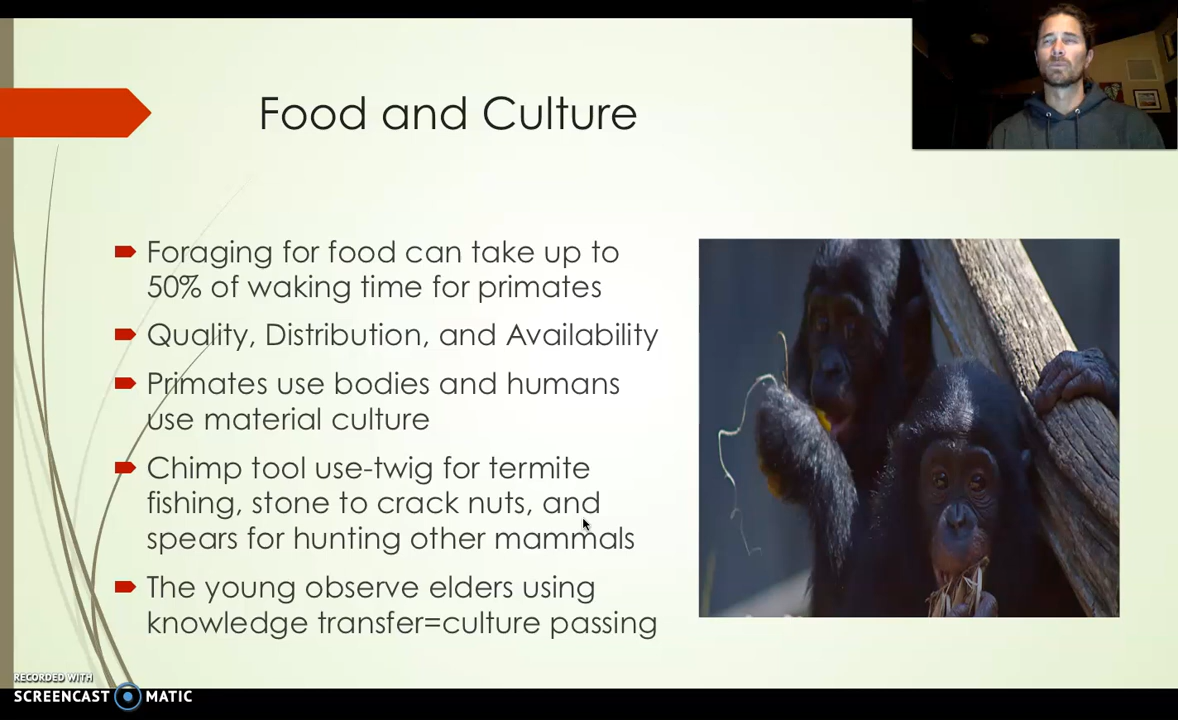 Food and Culture
Foraging for food can take up to
50% of waking time for primates
Quality, Distribution, and Availability
Primates use bodies and humans
use material culture
Chimp tool use-twig for termite
fishing, stone to crack nuts, and
spears for hunting other mammals
The young observe elders using
knowledge transfer=culture passing
RECORDED WITH
SCREENCAST MATIC